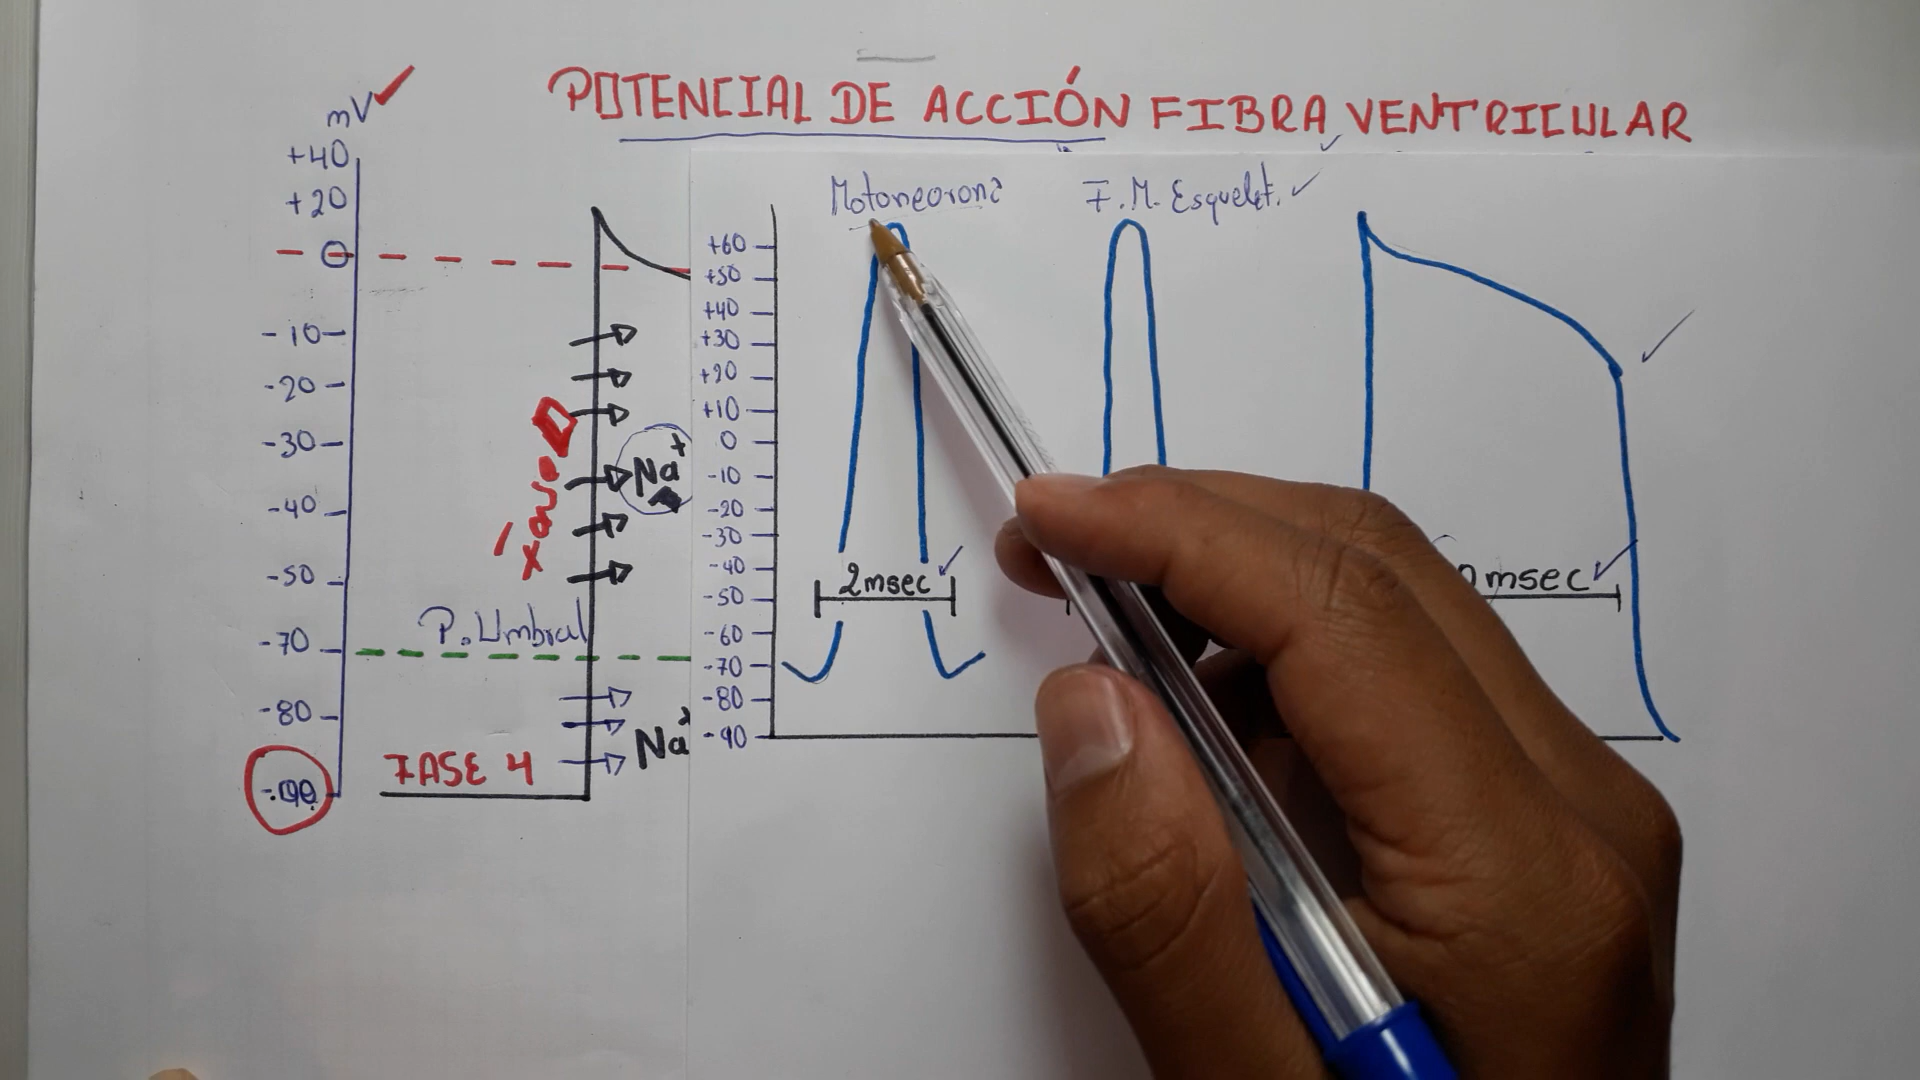 POTENCIAL DE ACCIÓN FIBRA VENTRICULAR
mV
+40
+20
0
-10
-20
-30
-40
-50
-70
-80
-90
P. Umbral
FASE 4
Na+
Na+
Motoneorona
F. M. Esquelet.
+60
+50
+40
+30
+20
+10
0
-10
-20
-30
-40
-50
-60
-70
-80
-90
2msec
msec